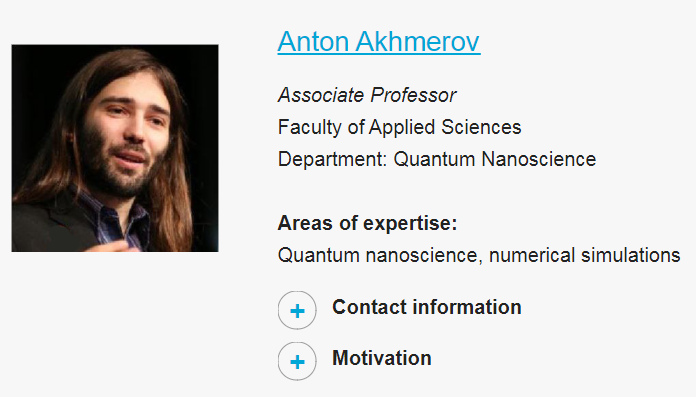 Anton Akhmerov
Associate Professor
Faculty of Applied Sciences
Department: Quantum Nanoscience
Areas of expertise:
Quantum nanoscience, numerical simulations
+ Contact information
+ Motivation